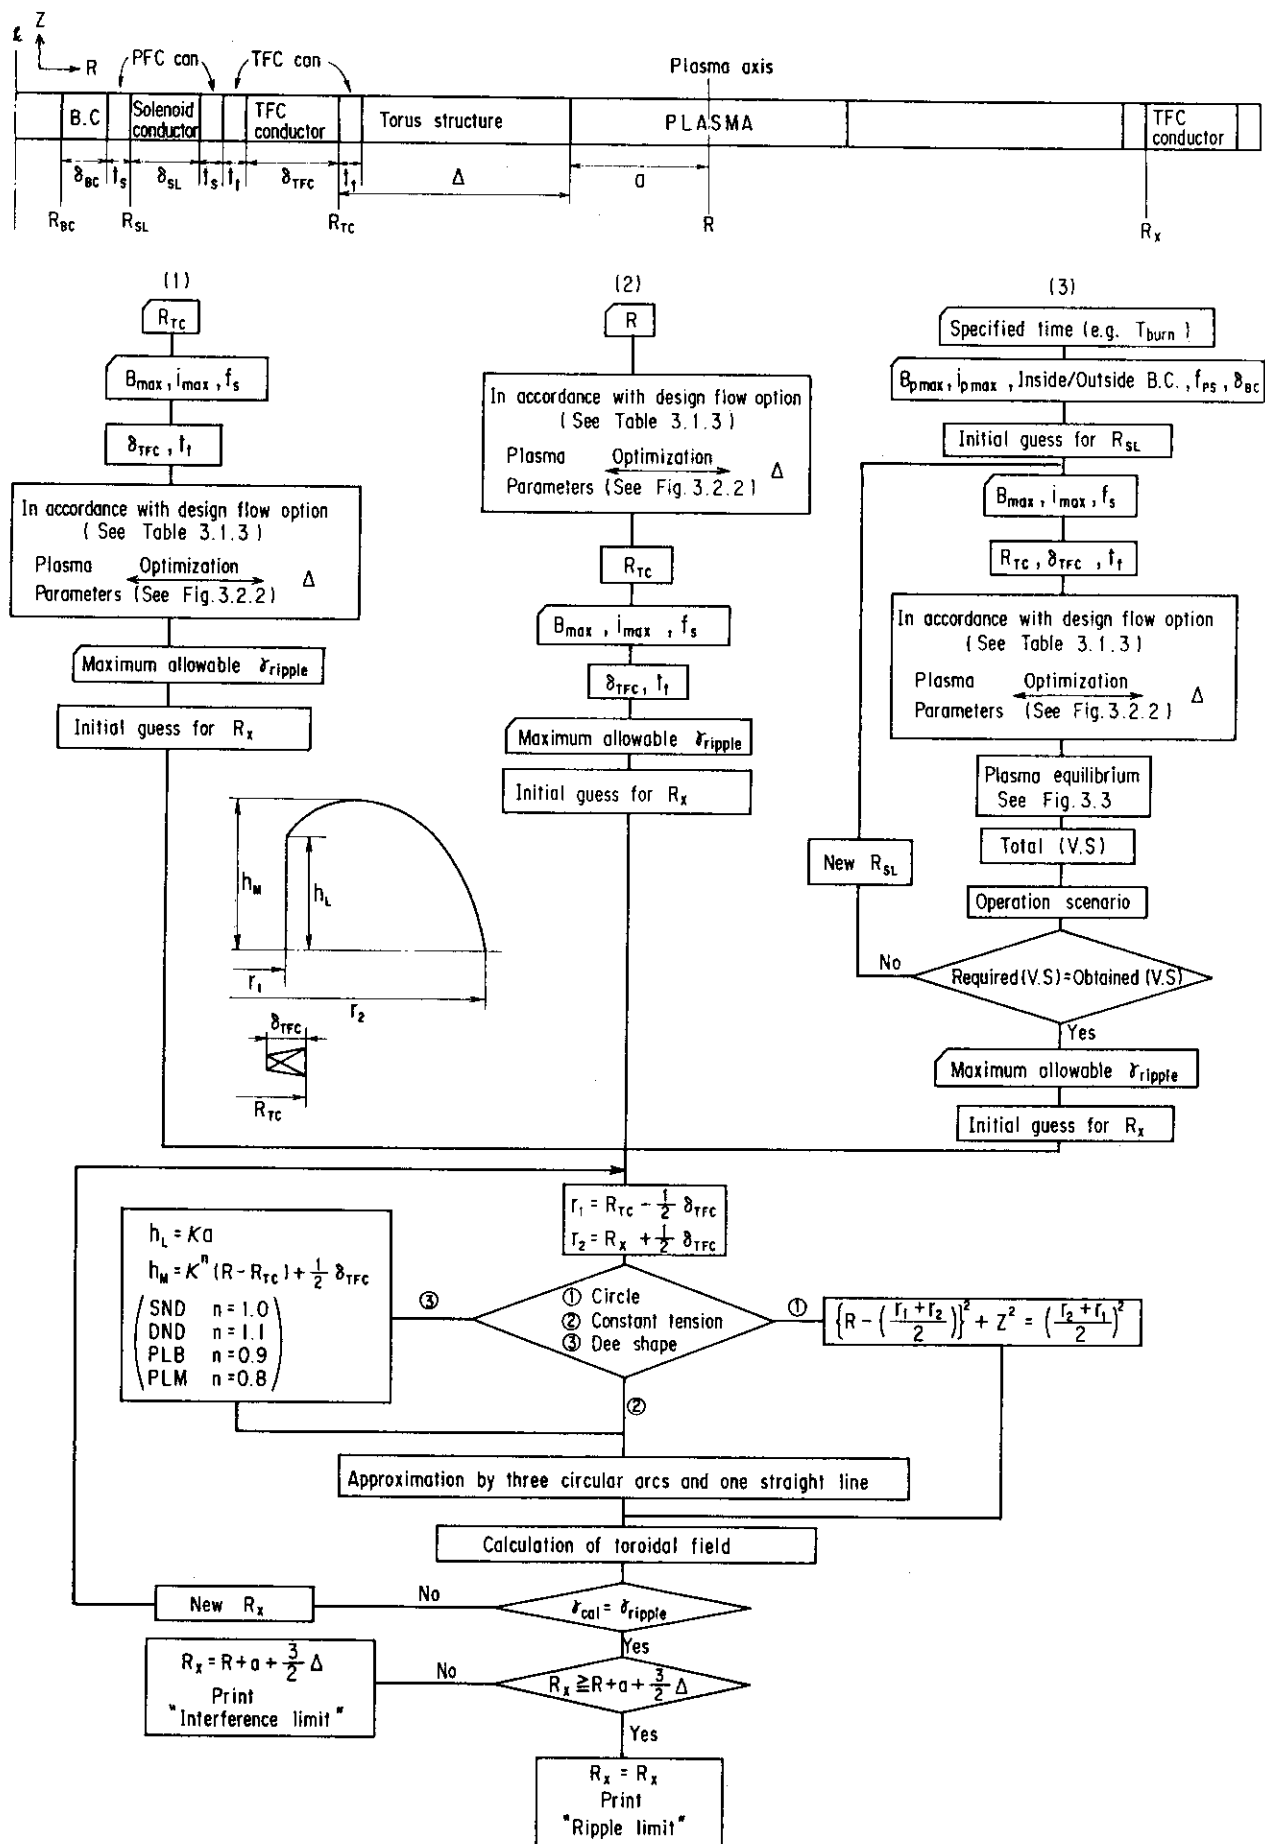 ℄
Z
R
PFC can
TFC can
Plasma axis
B.C
Solenoid
conductor
TFC
conductor
Torus structure
PLASMA
TFC
conductor
δBC
ts
δSL
ts
tt
δTFC
tt
Δ
a
RBC
RSL
RTC
R
Rx
(1)
RTC
Bmax, imax, fs
δTFC, tt
In accordance with design flow option
(See Table 3.1.3)
Plasma Optimization Δ
Parameters (See Fig.3.2.2)
Maximum allowable γripple
Initial guess for Rx
(2)
R
In accordance with design flow option
(See Table 3.1.3)
Plasma Optimization Δ
Parameters (See Fig.3.2.2)
RTC
Bmax, imax, fs
δTFC, tt
Maximum allowable γripple
Initial guess for Rx
(3)
Specified time (e.g. Tburn)
Bpmax, ipmax, Inside/Outside B.C., fPS, δBC
Initial guess for RSL
Bmax, imax, fs
RTC, δTFC, tt
In accordance with design flow option
(See Table 3.1.3)
Plasma Optimization Δ
Parameters (See Fig.3.2.2)
Plasma equilibrium
See Fig.3.3
Total (V.S)
New RSL
Operation scenario
No
Required(V.S)=Obtained(V.S)
Yes
Maximum allowable γripple
Initial guess for Rx
hM
hL
r1
r2
δTFC
RTC
r1 = RTC - 1/2 δTFC
r2 = Rx + 1/2 δTFC
hL = Κa
hM = Κ^n (R-RTC) + 1/2 δTFC
SND n=1.0
DND n=1.1
PLB n=0.9
PLM n=0.8
③
① Circle
② Constant tension
③ Dee shape
①
{R-((r1+r2)/2)}^2 + Z^2 = ((r2+r1)/2)^2
②
Approximation by three circular arcs and one straight line
Calculation of toroidal field
New Rx
No
γcal=γripple
Yes
Rx=R+a+3/2 Δ
Print
"Interference limit"
No
Rx≧R+a+3/2 Δ
Yes
Rx = Rx
Print
"Ripple limit"